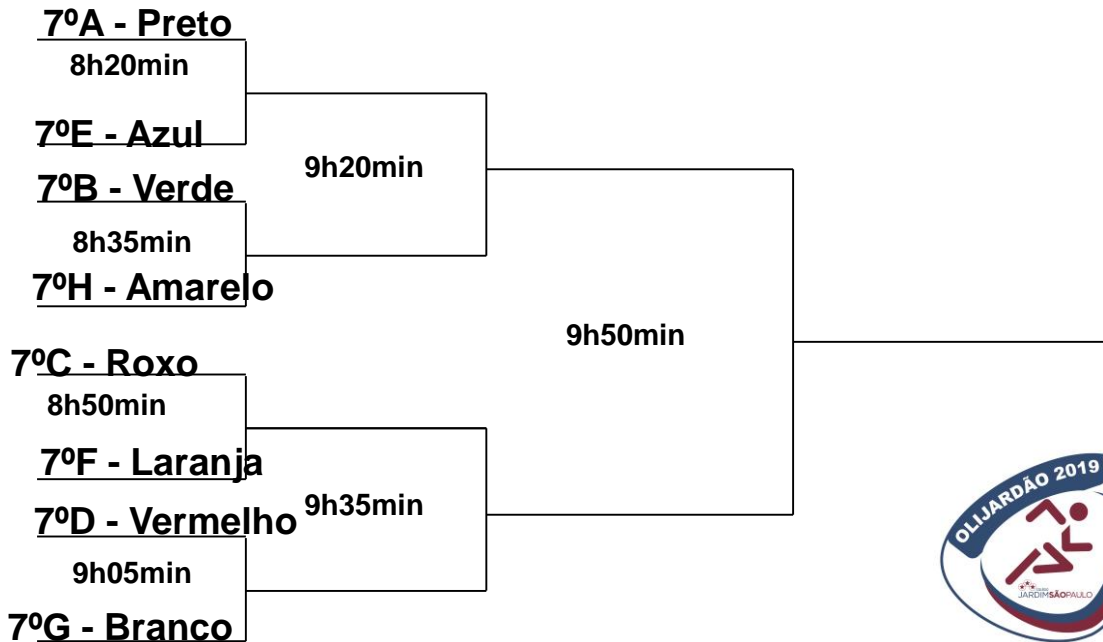 7ºA - Preto
8h20min
7ºE - Azul
9h20min
7ºB - Verde
8h35min
7ºH - Amarelo
9h50min
7ºC - Roxo
8h50min
7ºF - Laranja
9h35min
7ºD - Vermelho
9h05min
7ºG - Branco
OLIJARDÃO 2019
JARDIMSÃOPAULO